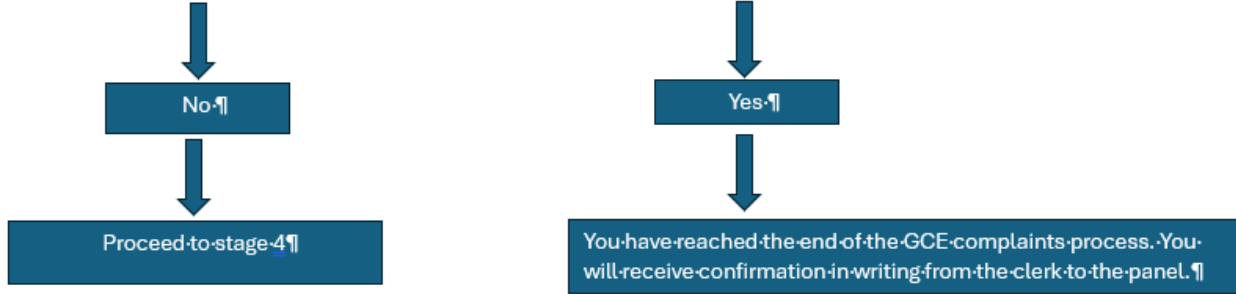 No
Yes
Proceed to stage 4
You have reached the end of the GCE complaints process. You
will receive confirmation in writing from the clerk to the panel.